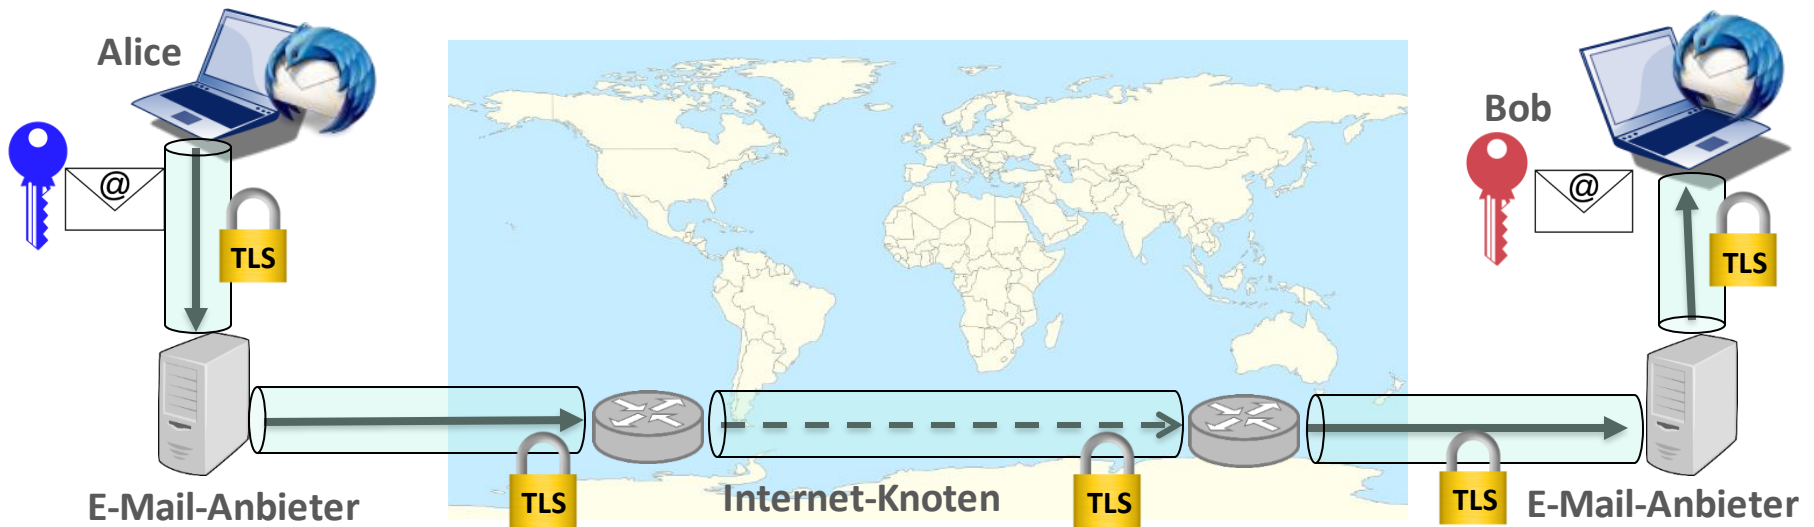 Alice
Bob
@
@
TLS
TLS
TLS
TLS
TLS
E-Mail-Anbieter
Internet-Knoten
E-Mail-Anbieter